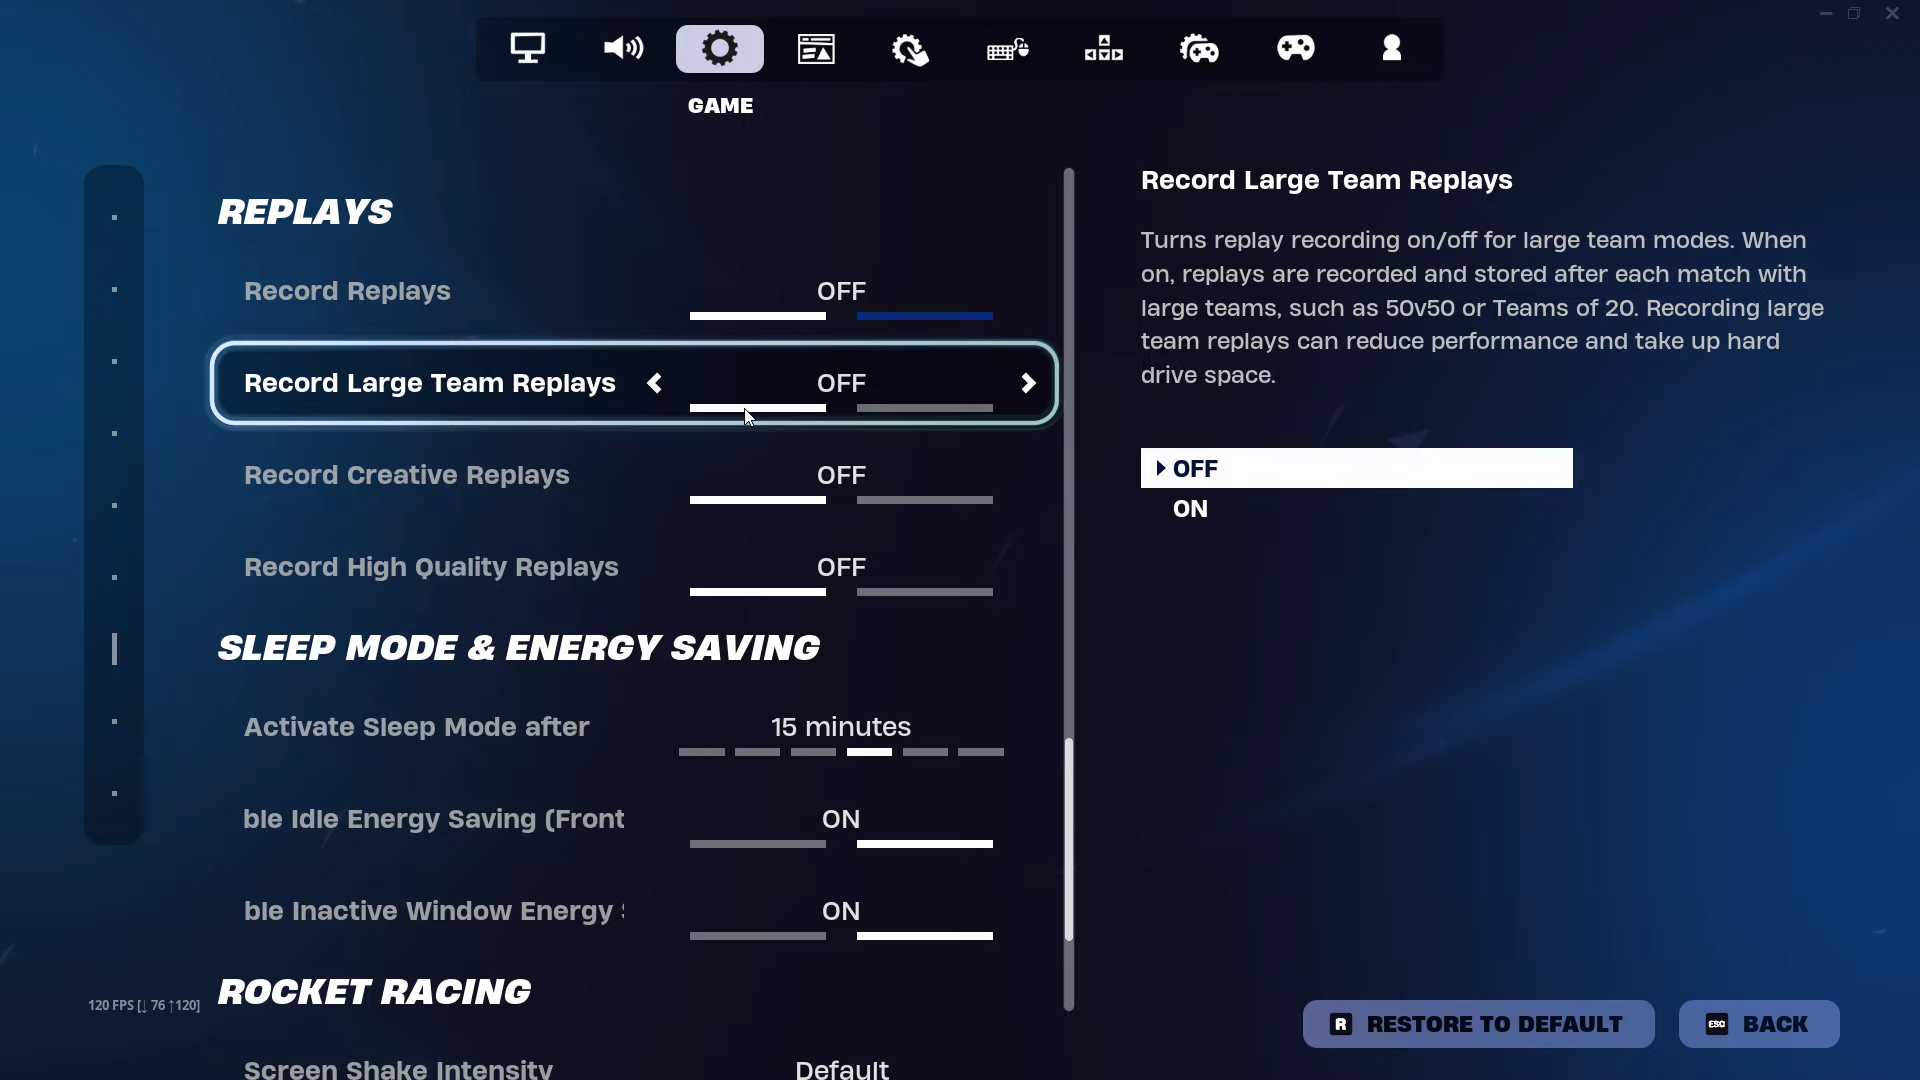 GAME
REPLAYS
Record Replays OFF
Record Large Team Replays OFF
Record Creative Replays OFF
Record High Quality Replays OFF
SLEEP MODE & ENERGY SAVING
Activate Sleep Mode after 15 minutes
ble Idle Energy Saving (Front ON
ble Inactive Window Energy ON
ROCKET RACING
Screen Shake Intensity Default
Record Large Team Replays
Turns replay recording on/off for large team modes. When
on, replays are recorded and stored after each match with
large teams, such as 50v50 or Teams of 20. Recording large
team replays can reduce performance and take up hard
drive space.
OFF
ON
120 FPS [↓ 76 ↑120]
R RESTORE TO DEFAULT
ESC BACK